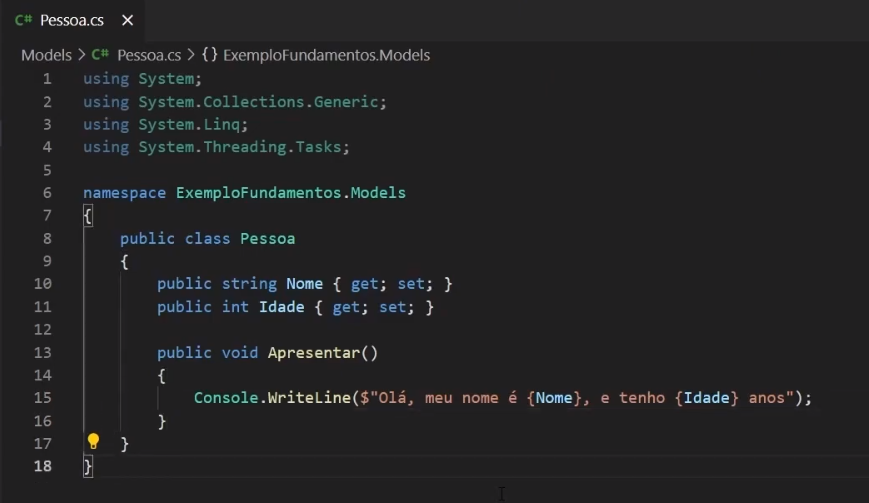 C# Pessoa.cs ×
Models > C# Pessoa.cs > {} ExemploFundamentos.Models
1 using System;
2 using System.Collections.Generic;
3 using System.Linq;
4 using System.Threading.Tasks;
5
6 namespace ExemploFundamentos.Models
7 {
8     public class Pessoa
9     {
10         public string Nome { get; set; }
11         public int Idade { get; set; }
12
13         public void Apresentar()
14         {
15             Console.WriteLine($"Olá, meu nome é {Nome}, e tenho {Idade} anos");
16         }
17     }
18 }